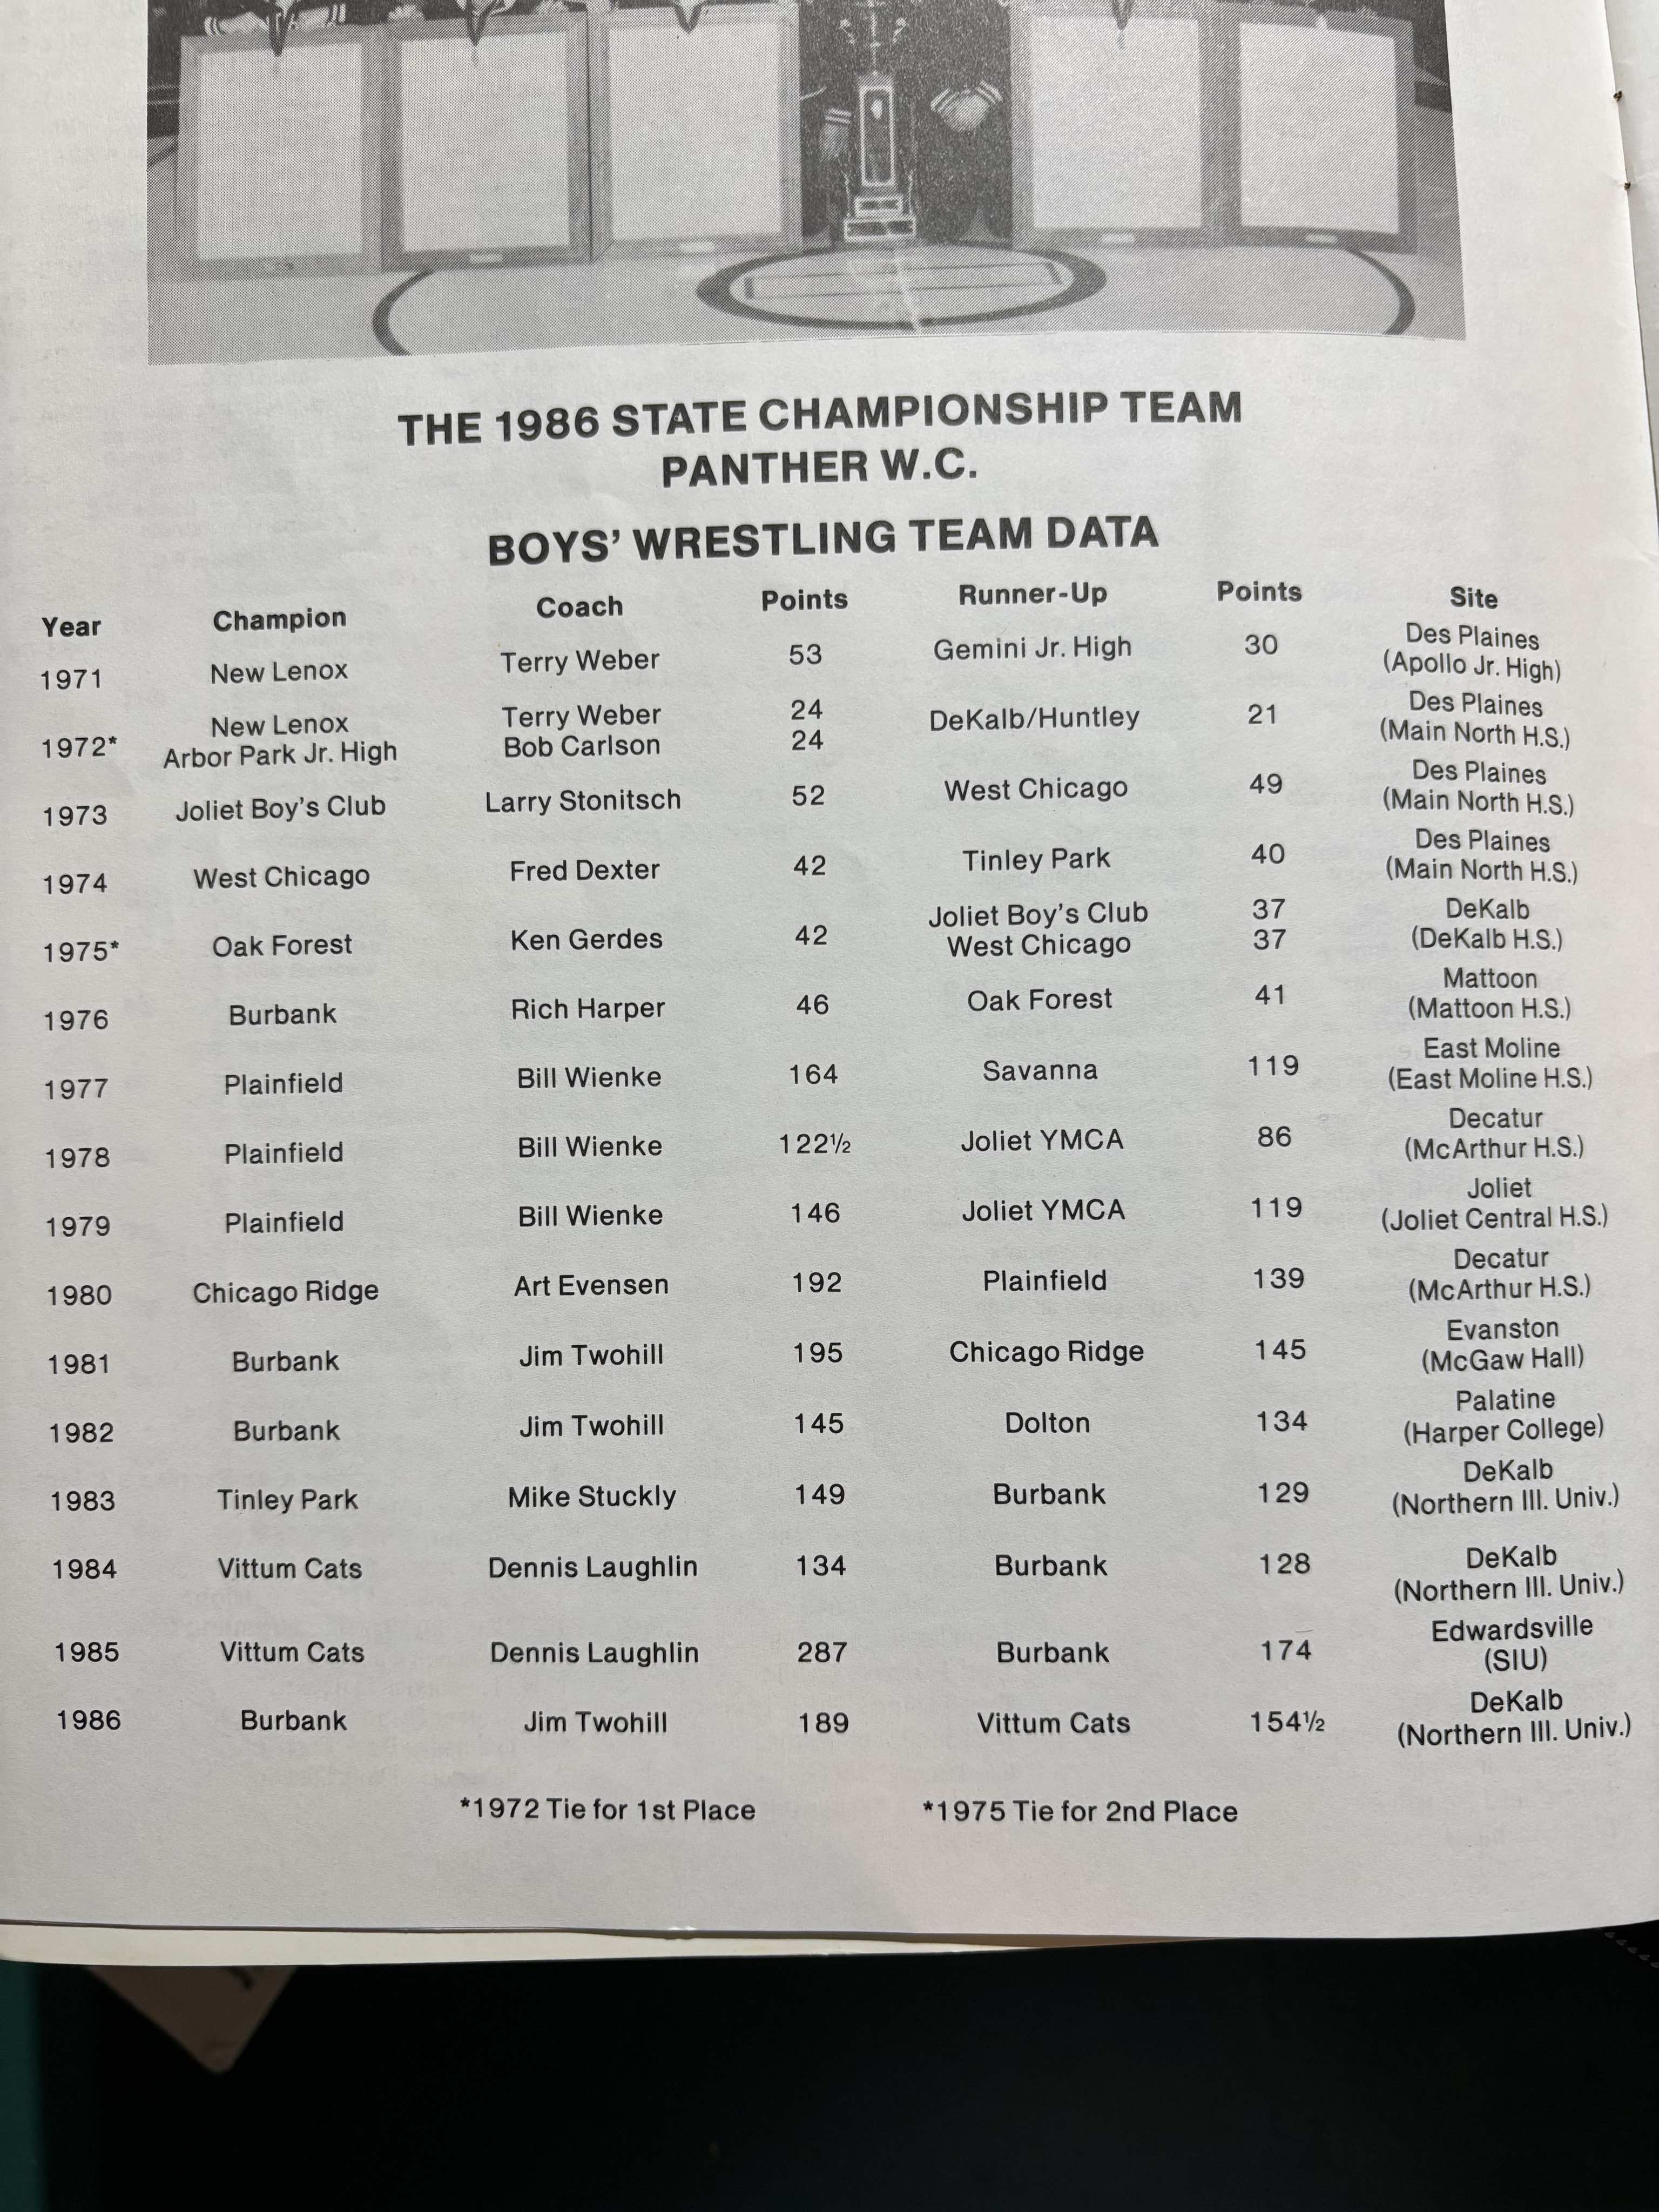 THE 1986 STATE CHAMPIONSHIP TEAM
PANTHER W.C.
BOYS' WRESTLING TEAM DATA
Year Champion Coach Points Runner-Up Points Site
1971 New Lenox Terry Weber 53 Gemini Jr. High 30 Des Plaines
(Apollo Jr. High)
1972* New Lenox Terry Weber 24 DeKalb/Huntley 21 Des Plaines
Arbor Park Jr. High Bob Carlson 24 (Main North H.S.)
1973 Joliet Boy's Club Larry Stonitsch 52 West Chicago 49 Des Plaines
(Main North H.S.)
1974 West Chicago Fred Dexter 42 Tinley Park 40 Des Plaines
(Main North H.S.)
1975* Oak Forest Ken Gerdes 42 Joliet Boy's Club 37 DeKalb
West Chicago 37 (DeKalb H.S.)
1976 Burbank Rich Harper 46 Oak Forest 41 Mattoon
(Mattoon H.S.)
1977 Plainfield Bill Wienke 164 Savanna 119 East Moline
(East Moline H.S.)
1978 Plainfield Bill Wienke 122½ Joliet YMCA 86 Decatur
(McArthur H.S.)
1979 Plainfield Bill Wienke 146 Joliet YMCA 119 Joliet
(Joliet Central H.S.)
1980 Chicago Ridge Art Evensen 192 Plainfield 139 Decatur
(McArthur H.S.)
1981 Burbank Jim Twohill 195 Chicago Ridge 145 Evanston
(McGaw Hall)
1982 Burbank Jim Twohill 145 Dolton 134 Palatine
(Harper College)
1983 Tinley Park Mike Stuckly 149 Burbank 129 DeKalb
(Northern Ill. Univ.)
1984 Vittum Cats Dennis Laughlin 134 Burbank 128 DeKalb
(Northern Ill. Univ.)
1985 Vittum Cats Dennis Laughlin 287 Burbank 174 Edwardsville
(SIU)
1986 Burbank Jim Twohill 189 Vittum Cats 154½ DeKalb
(Northern Ill. Univ.)
*1972 Tie for 1st Place *1975 Tie for 2nd Place